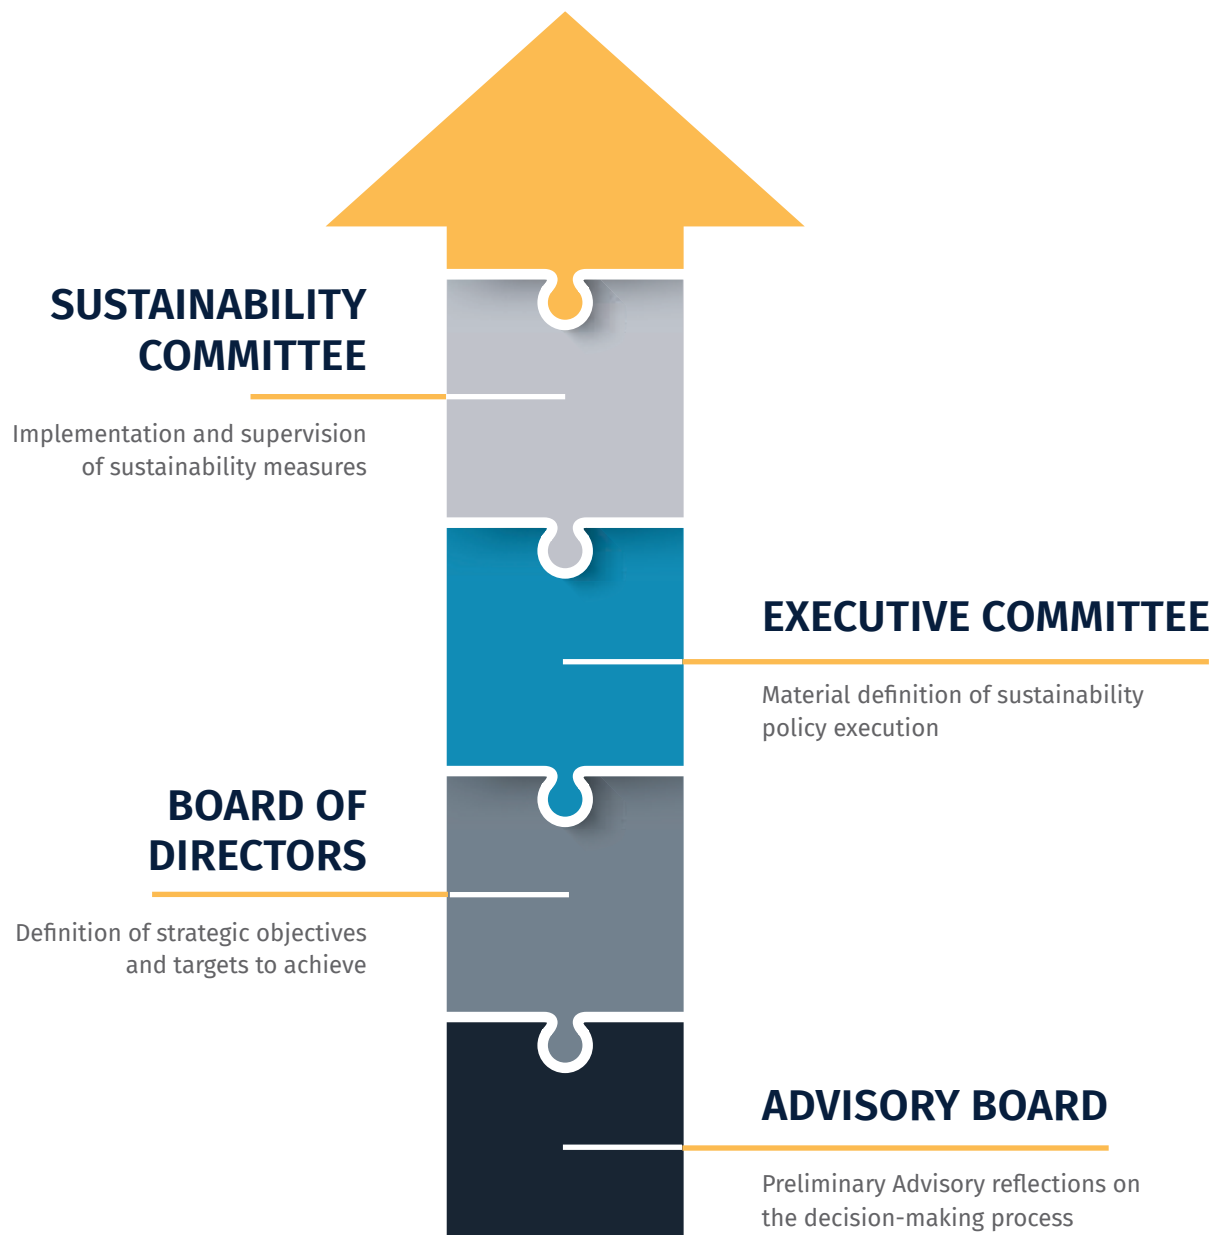 SUSTAINABILITY
COMMITTEE
Implementation and supervision
of sustainability measures
EXECUTIVE COMMITTEE
Material definition of sustainability
policy execution
BOARD OF
DIRECTORS
Definition of strategic objectives
and targets to achieve
ADVISORY BOARD
Preliminary Advisory reflections on
the decision-making process